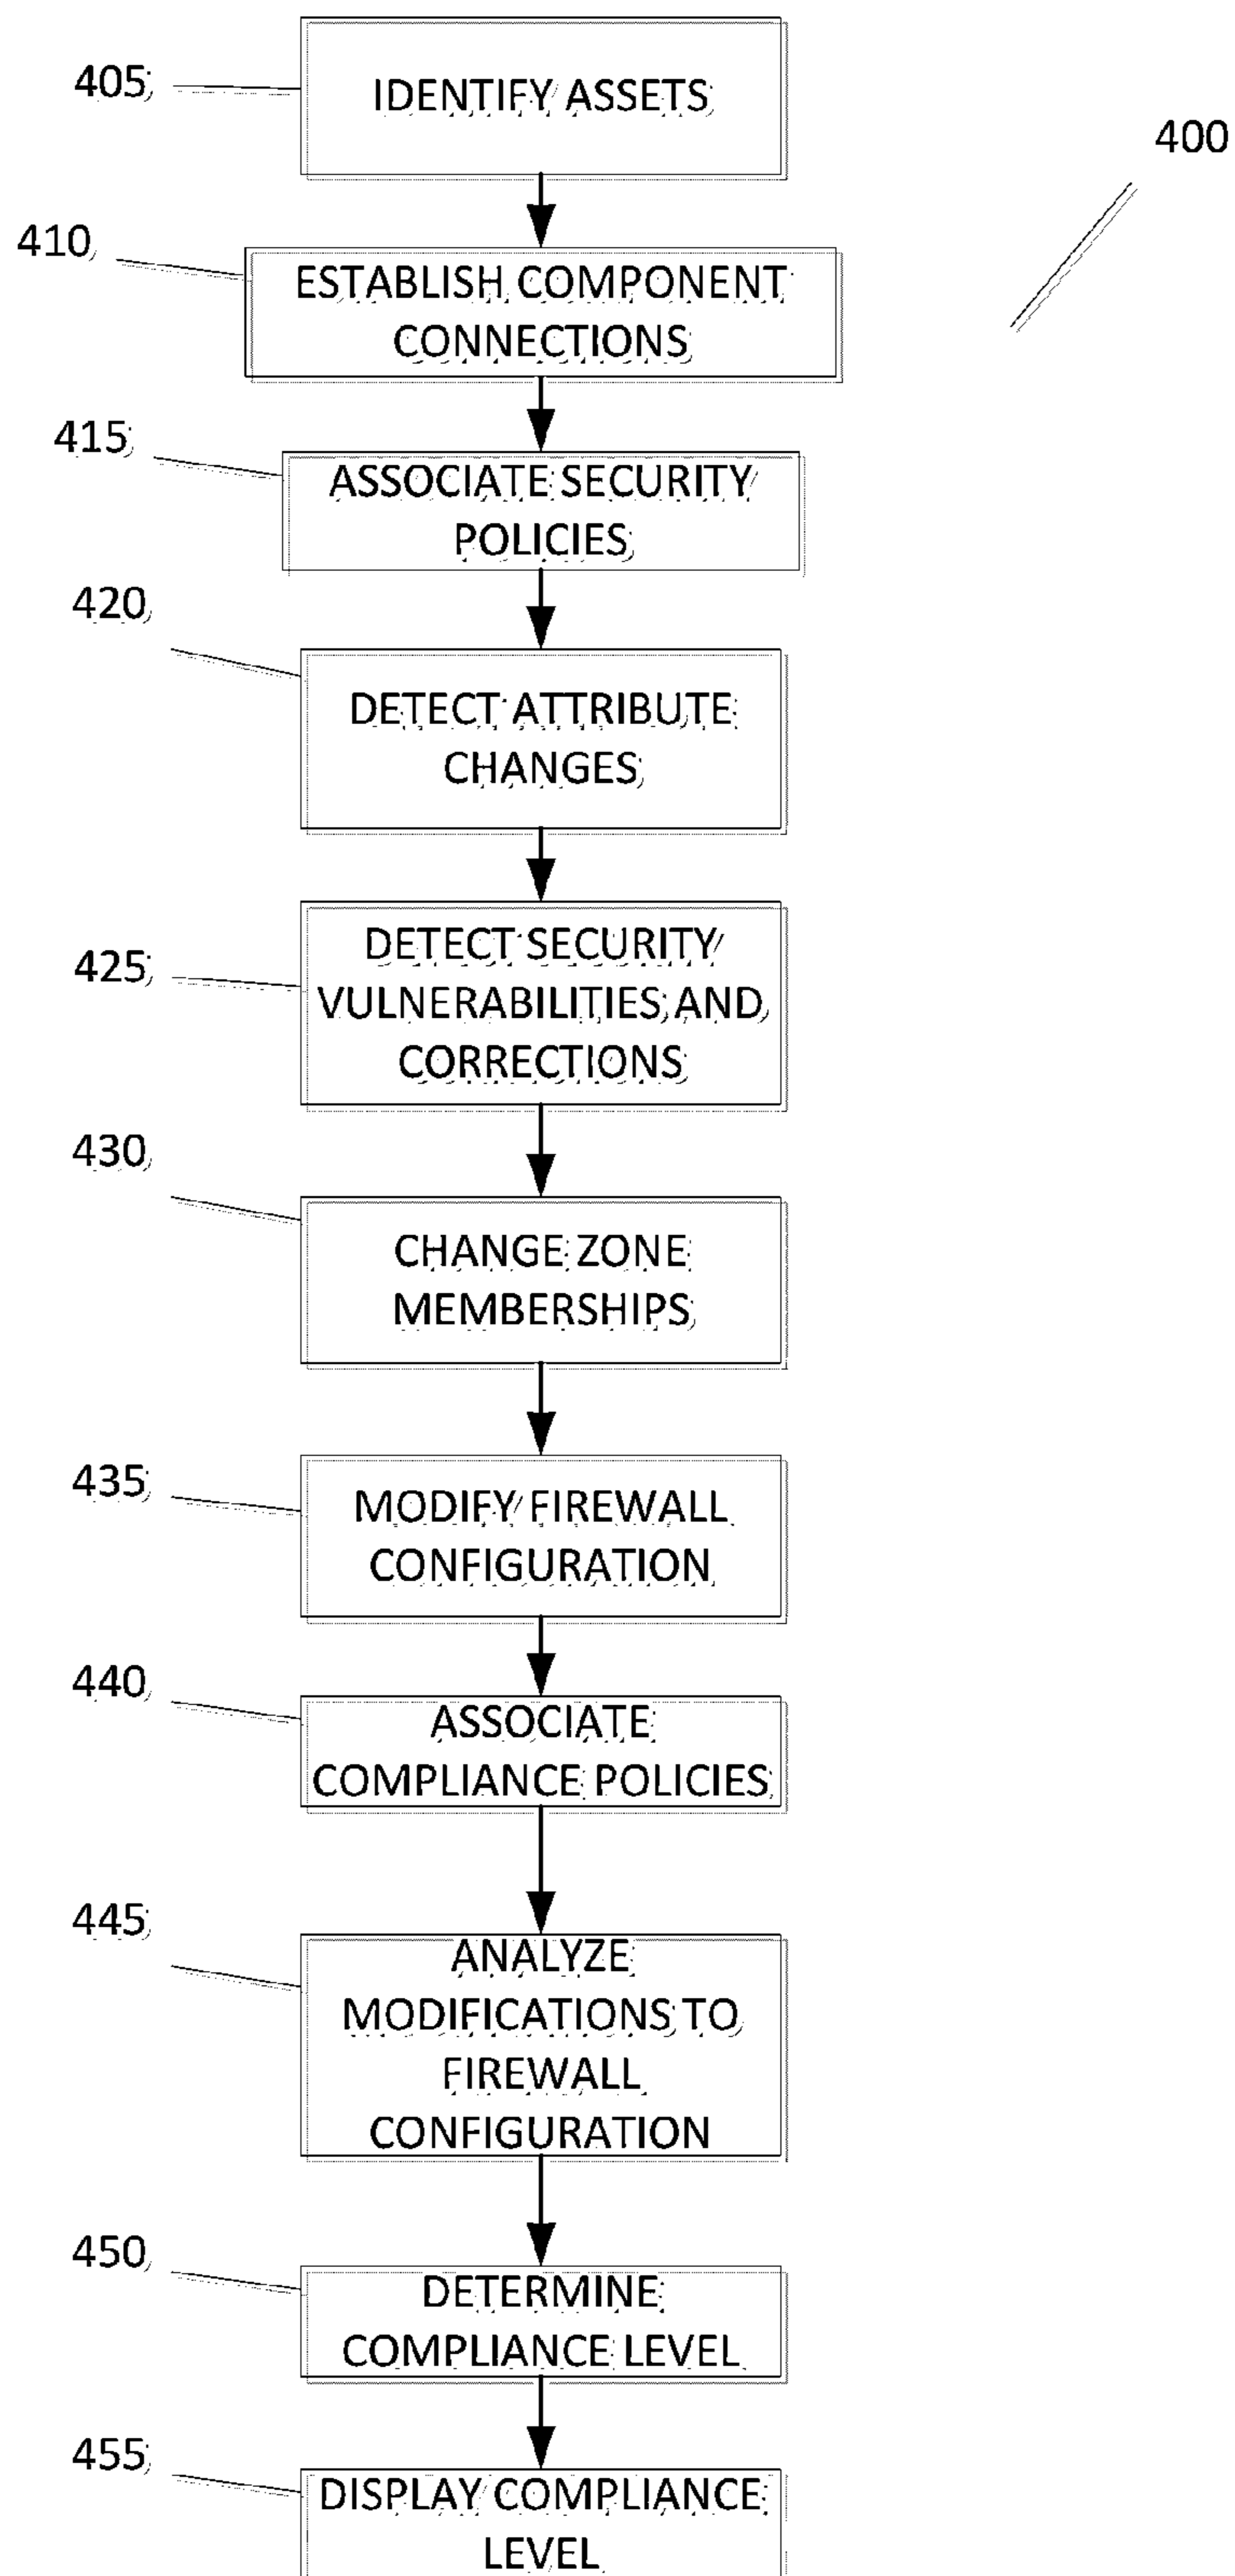 405
IDENTIFY ASSETS
400
410
ESTABLISH COMPONENT
CONNECTIONS
415
ASSOCIATE SECURITY
POLICIES
420
DETECT ATTRIBUTE
CHANGES
425
DETECT SECURITY
VULNERABILITIES AND
CORRECTIONS
430
CHANGE ZONE
MEMBERSHIPS
435
MODIFY FIREWALL
CONFIGURATION
440
ASSOCIATE
COMPLIANCE POLICIES
445
ANALYZE
MODIFICATIONS TO
FIREWALL
CONFIGURATION
450
DETERMINE
COMPLIANCE LEVEL
455
DISPLAY COMPLIANCE
LEVEL